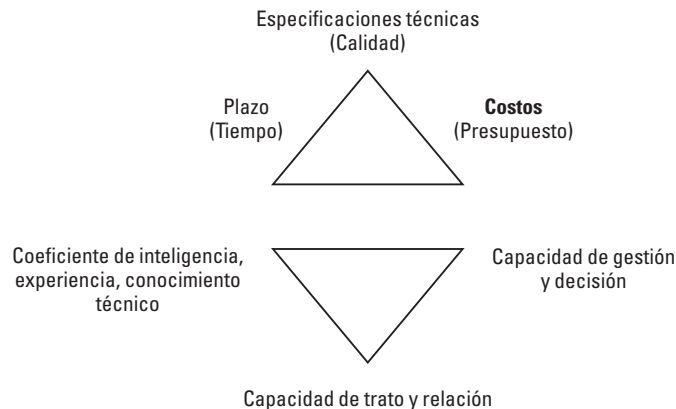 Especificaciones técnicas
(Calidad)
Plazo
(Tiempo)
Costos
(Presupuesto)
Coeficiente de inteligencia,
experiencia, conocimiento
técnico
Capacidad de gestión
y decisión
Capacidad de trato y relación